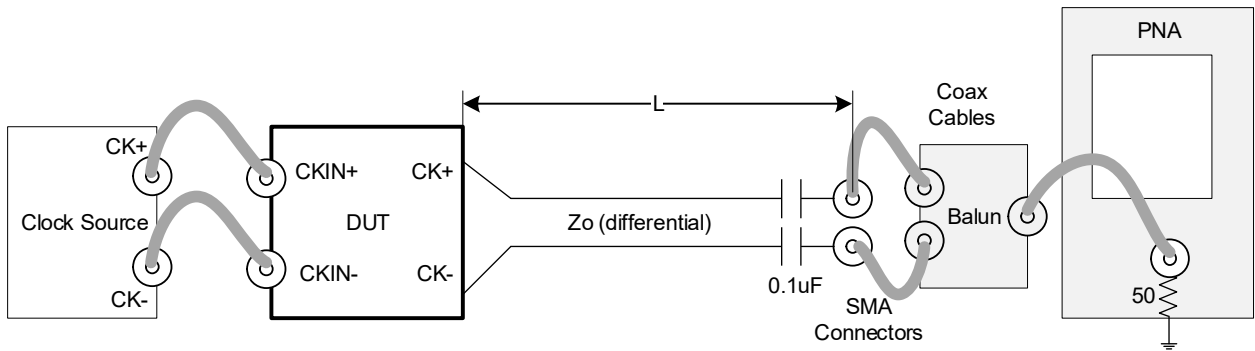 PNA
Coax
Cables
L
CK+
CKIN+
CK+
Clock Source
DUT
Zo (differential)
Balun
CK-
CKIN-
CK-
0.1uF
SMA
Connectors
50